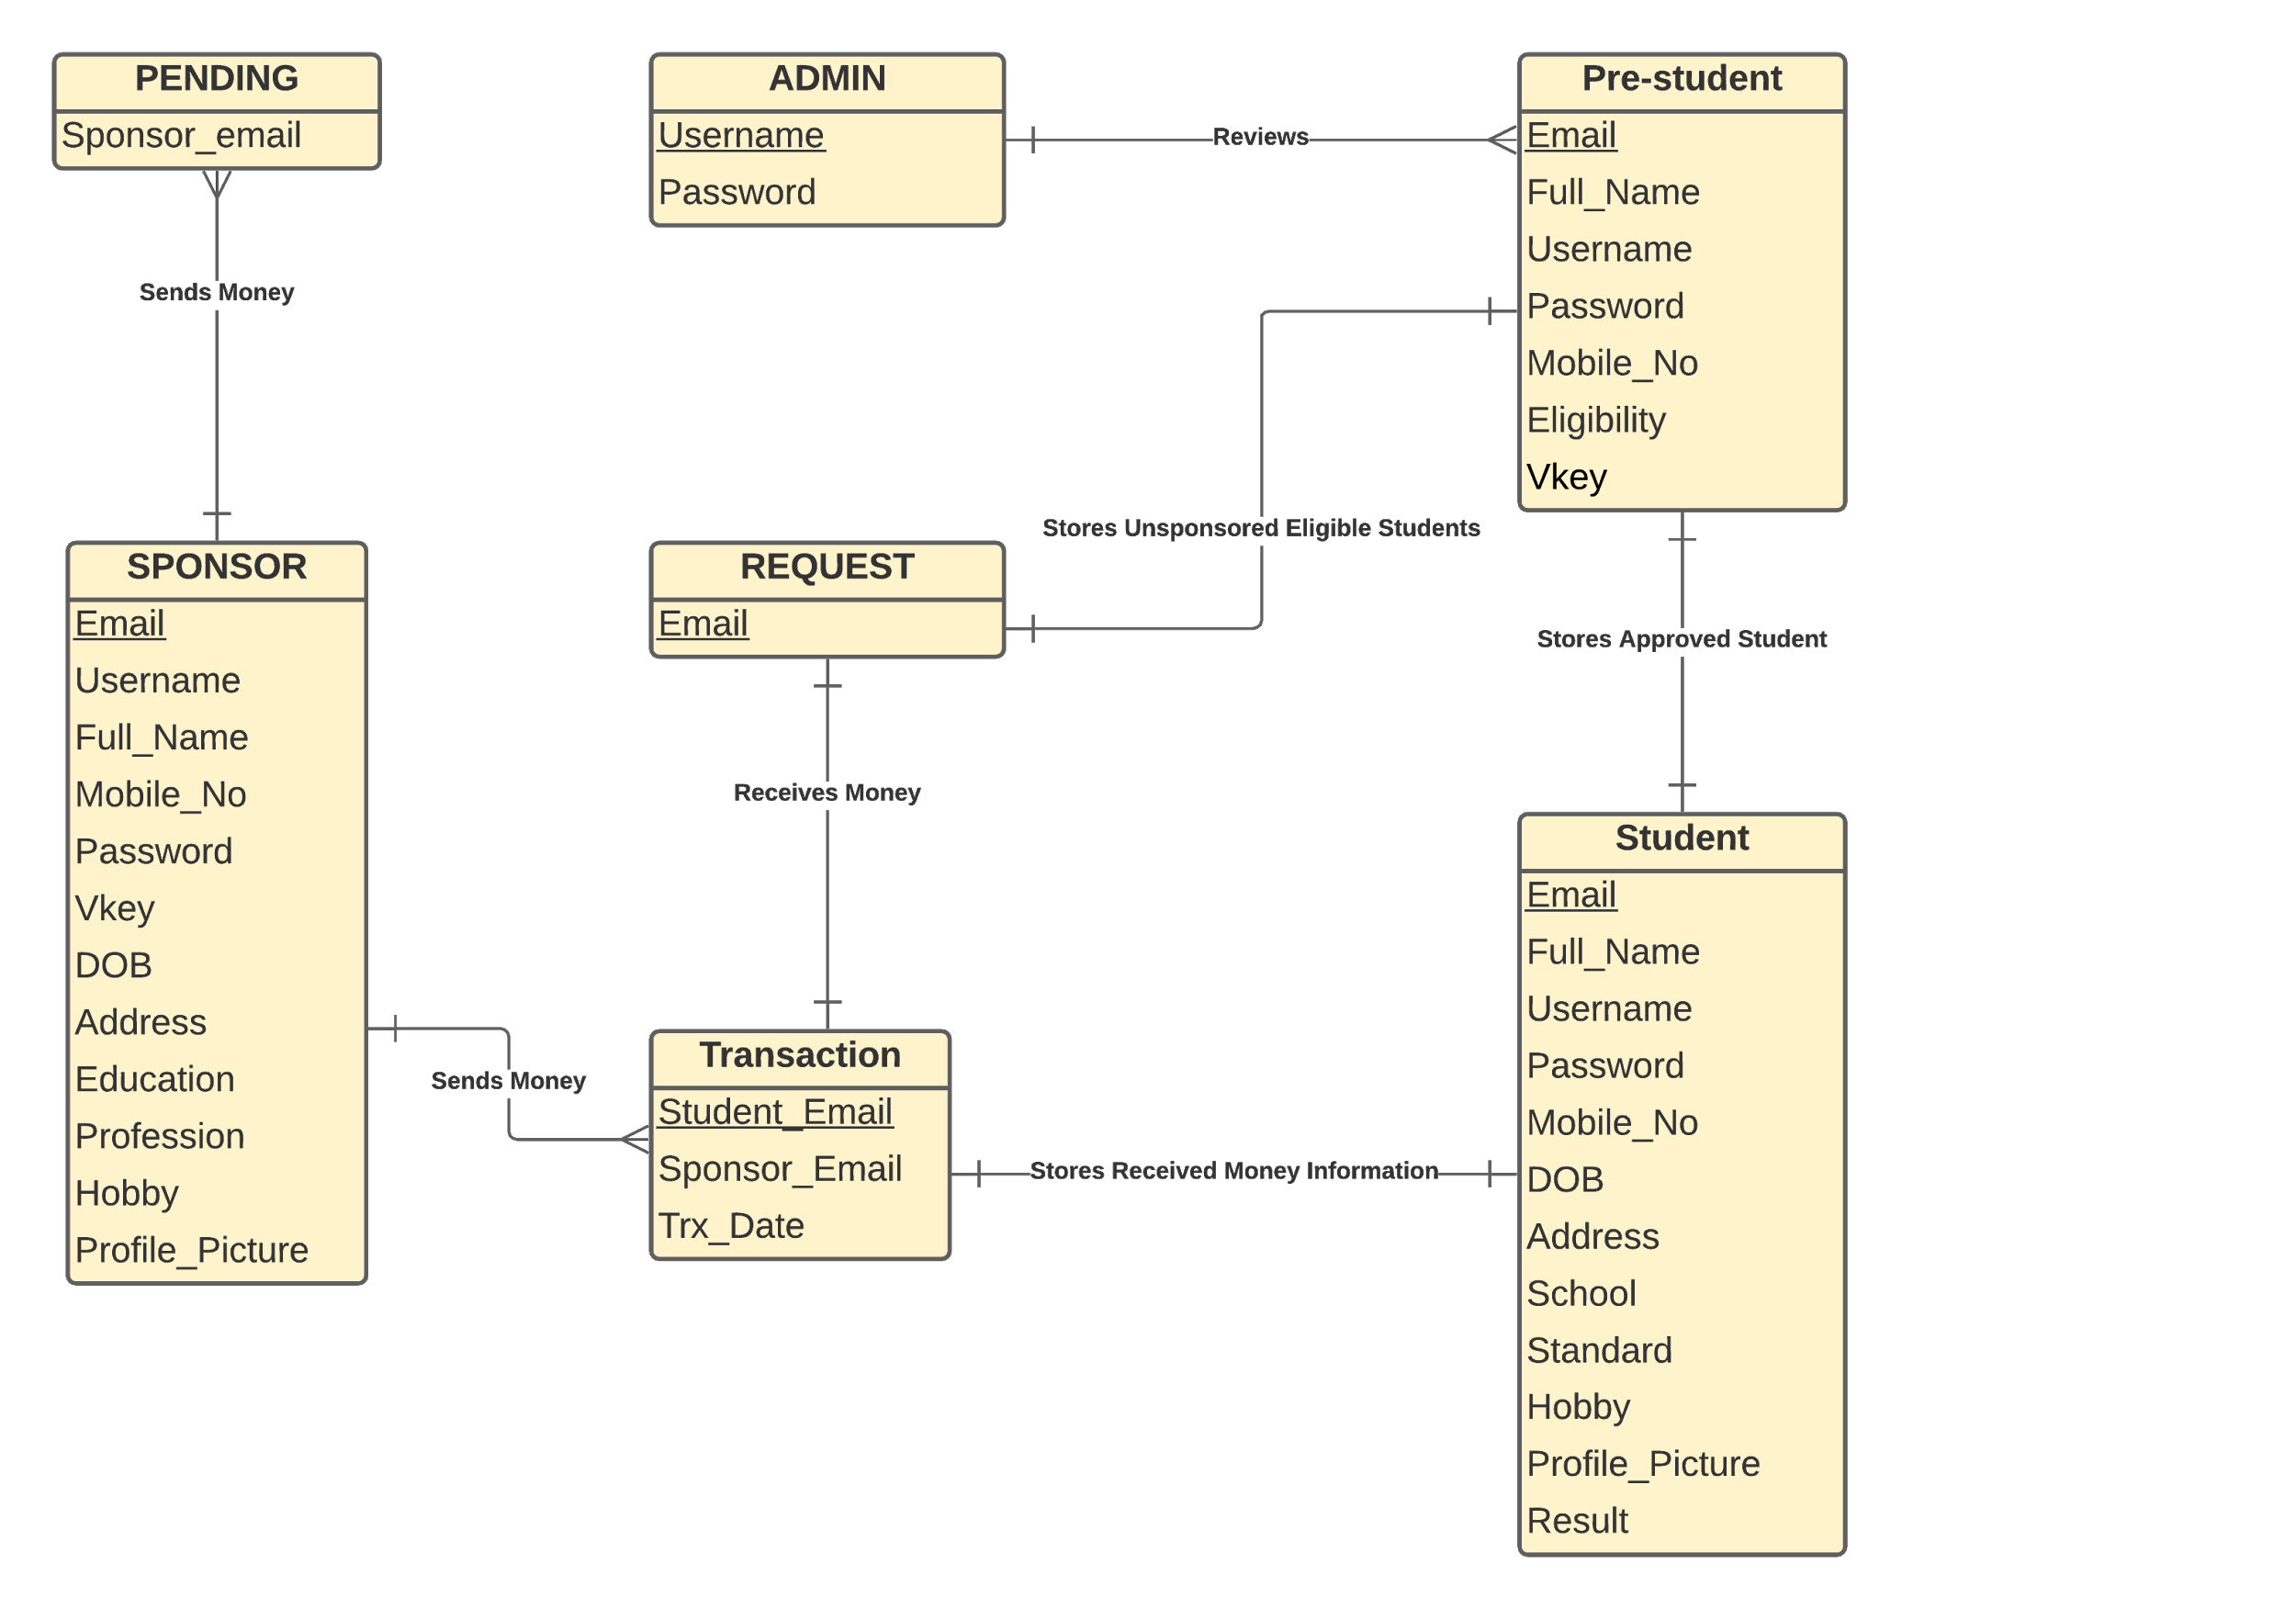 PENDING
Sponsor_email
ADMIN
Username
Password
Reviews
Pre-student
Email
Full_Name
Username
Password
Mobile_No
Eligibility
Vkey
Sends Money
Stores Unsponsored Eligible Students
SPONSOR
Email
Username
Full_Name
Mobile_No
Password
Vkey
DOB
Address
Education
Profession
Hobby
Profile_Picture
REQUEST
Email
Receives Money
Stores Approved Student
Sends Money
Transaction
Student_Email
Sponsor_Email
Trx_Date
Stores Received Money Information
Student
Email
Full_Name
Username
Password
Mobile_No
DOB
Address
School
Standard
Hobby
Profile_Picture
Result